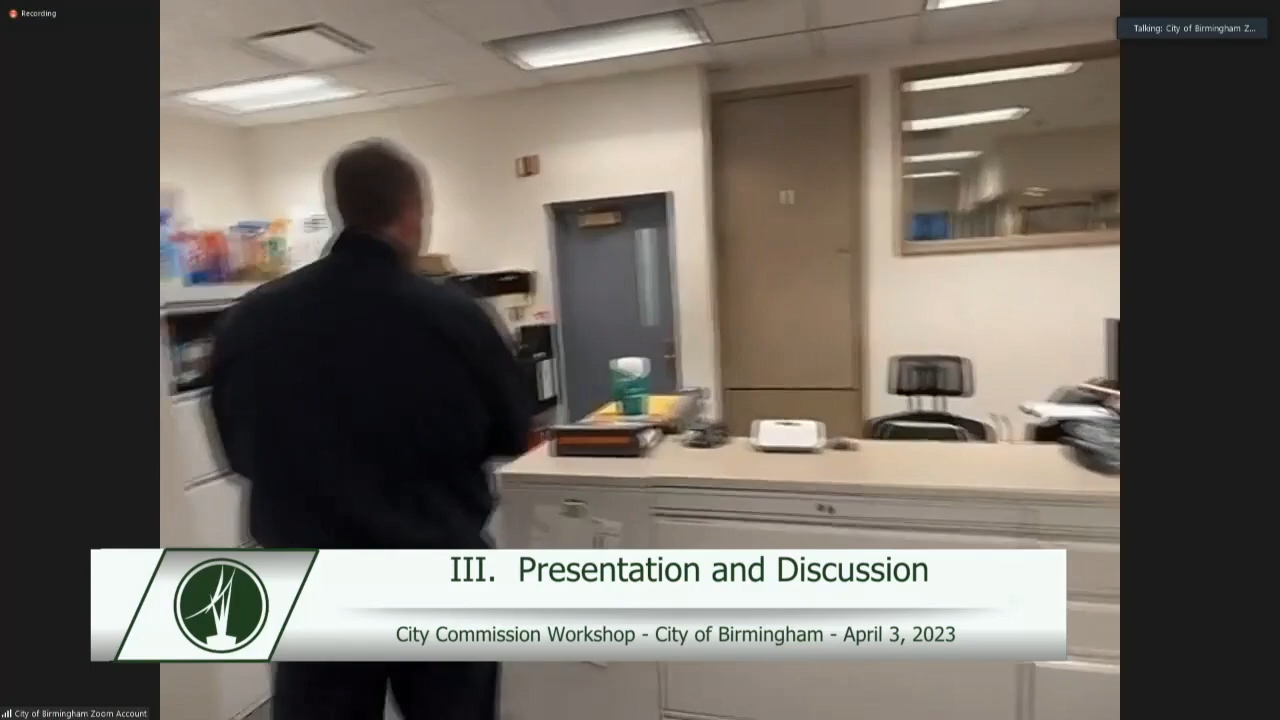 Recording
Talking: City of Birmingham Z...
III. Presentation and Discussion
City Commission Workshop - City of Birmingham - April 3, 2023
City of Birmingham Zoom Account